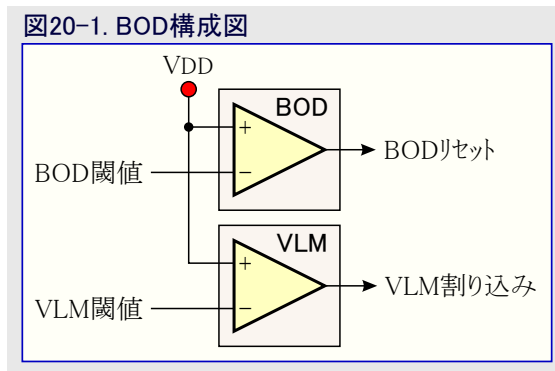 図20-1. BOD構成図
VDD
BOD
+
BOD閾値
−
BODリセット
VLM
+
VLM閾値
−
VLM割り込み